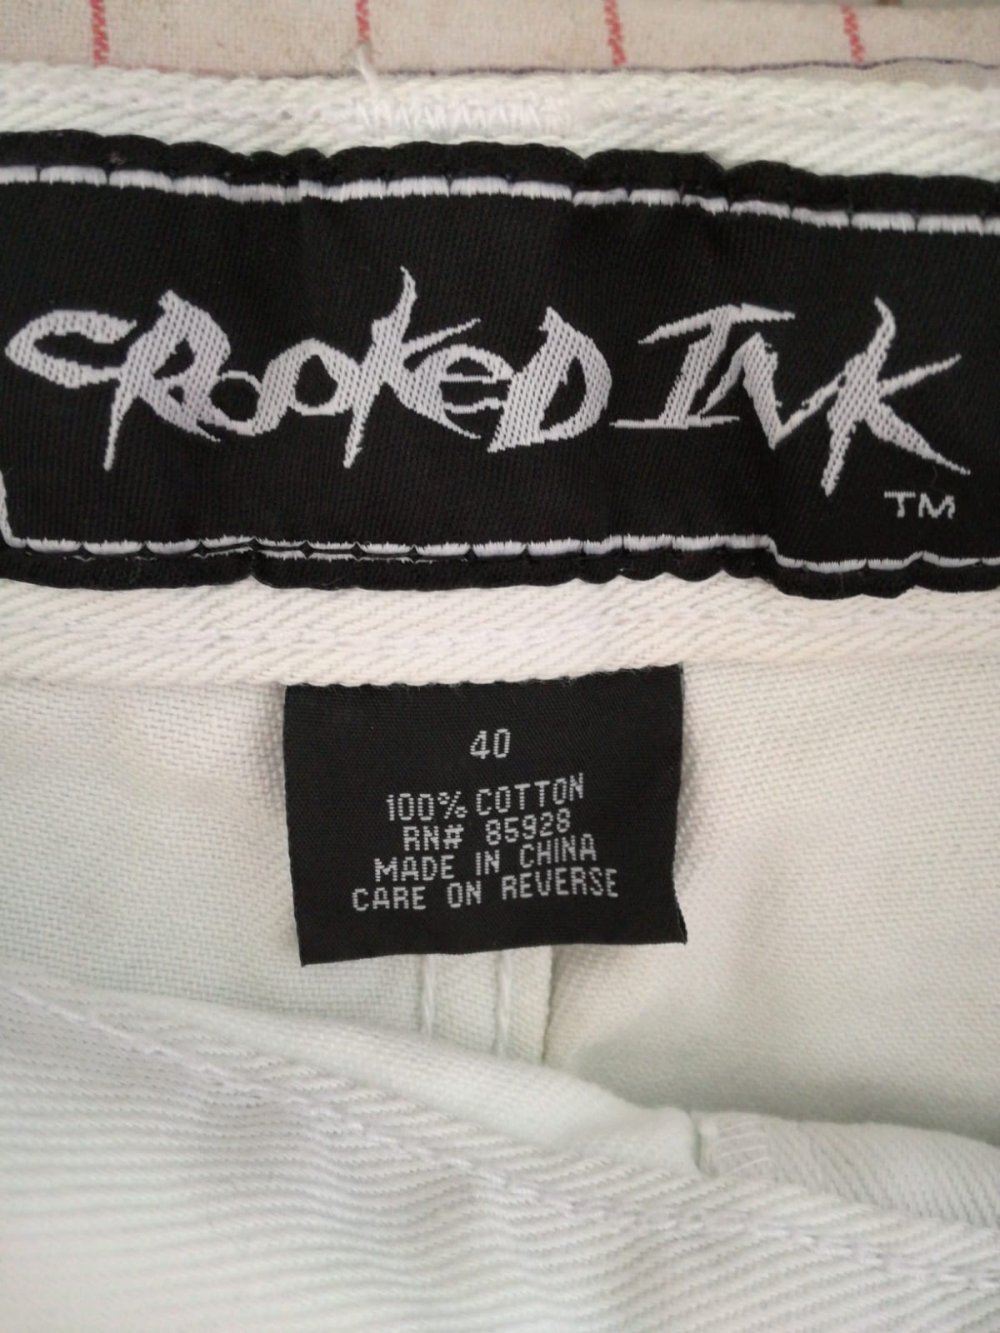 CROOKED INK
TM
40
100% COTTON
RN# 85928
MADE IN CHINA
CARE ON REVERSE